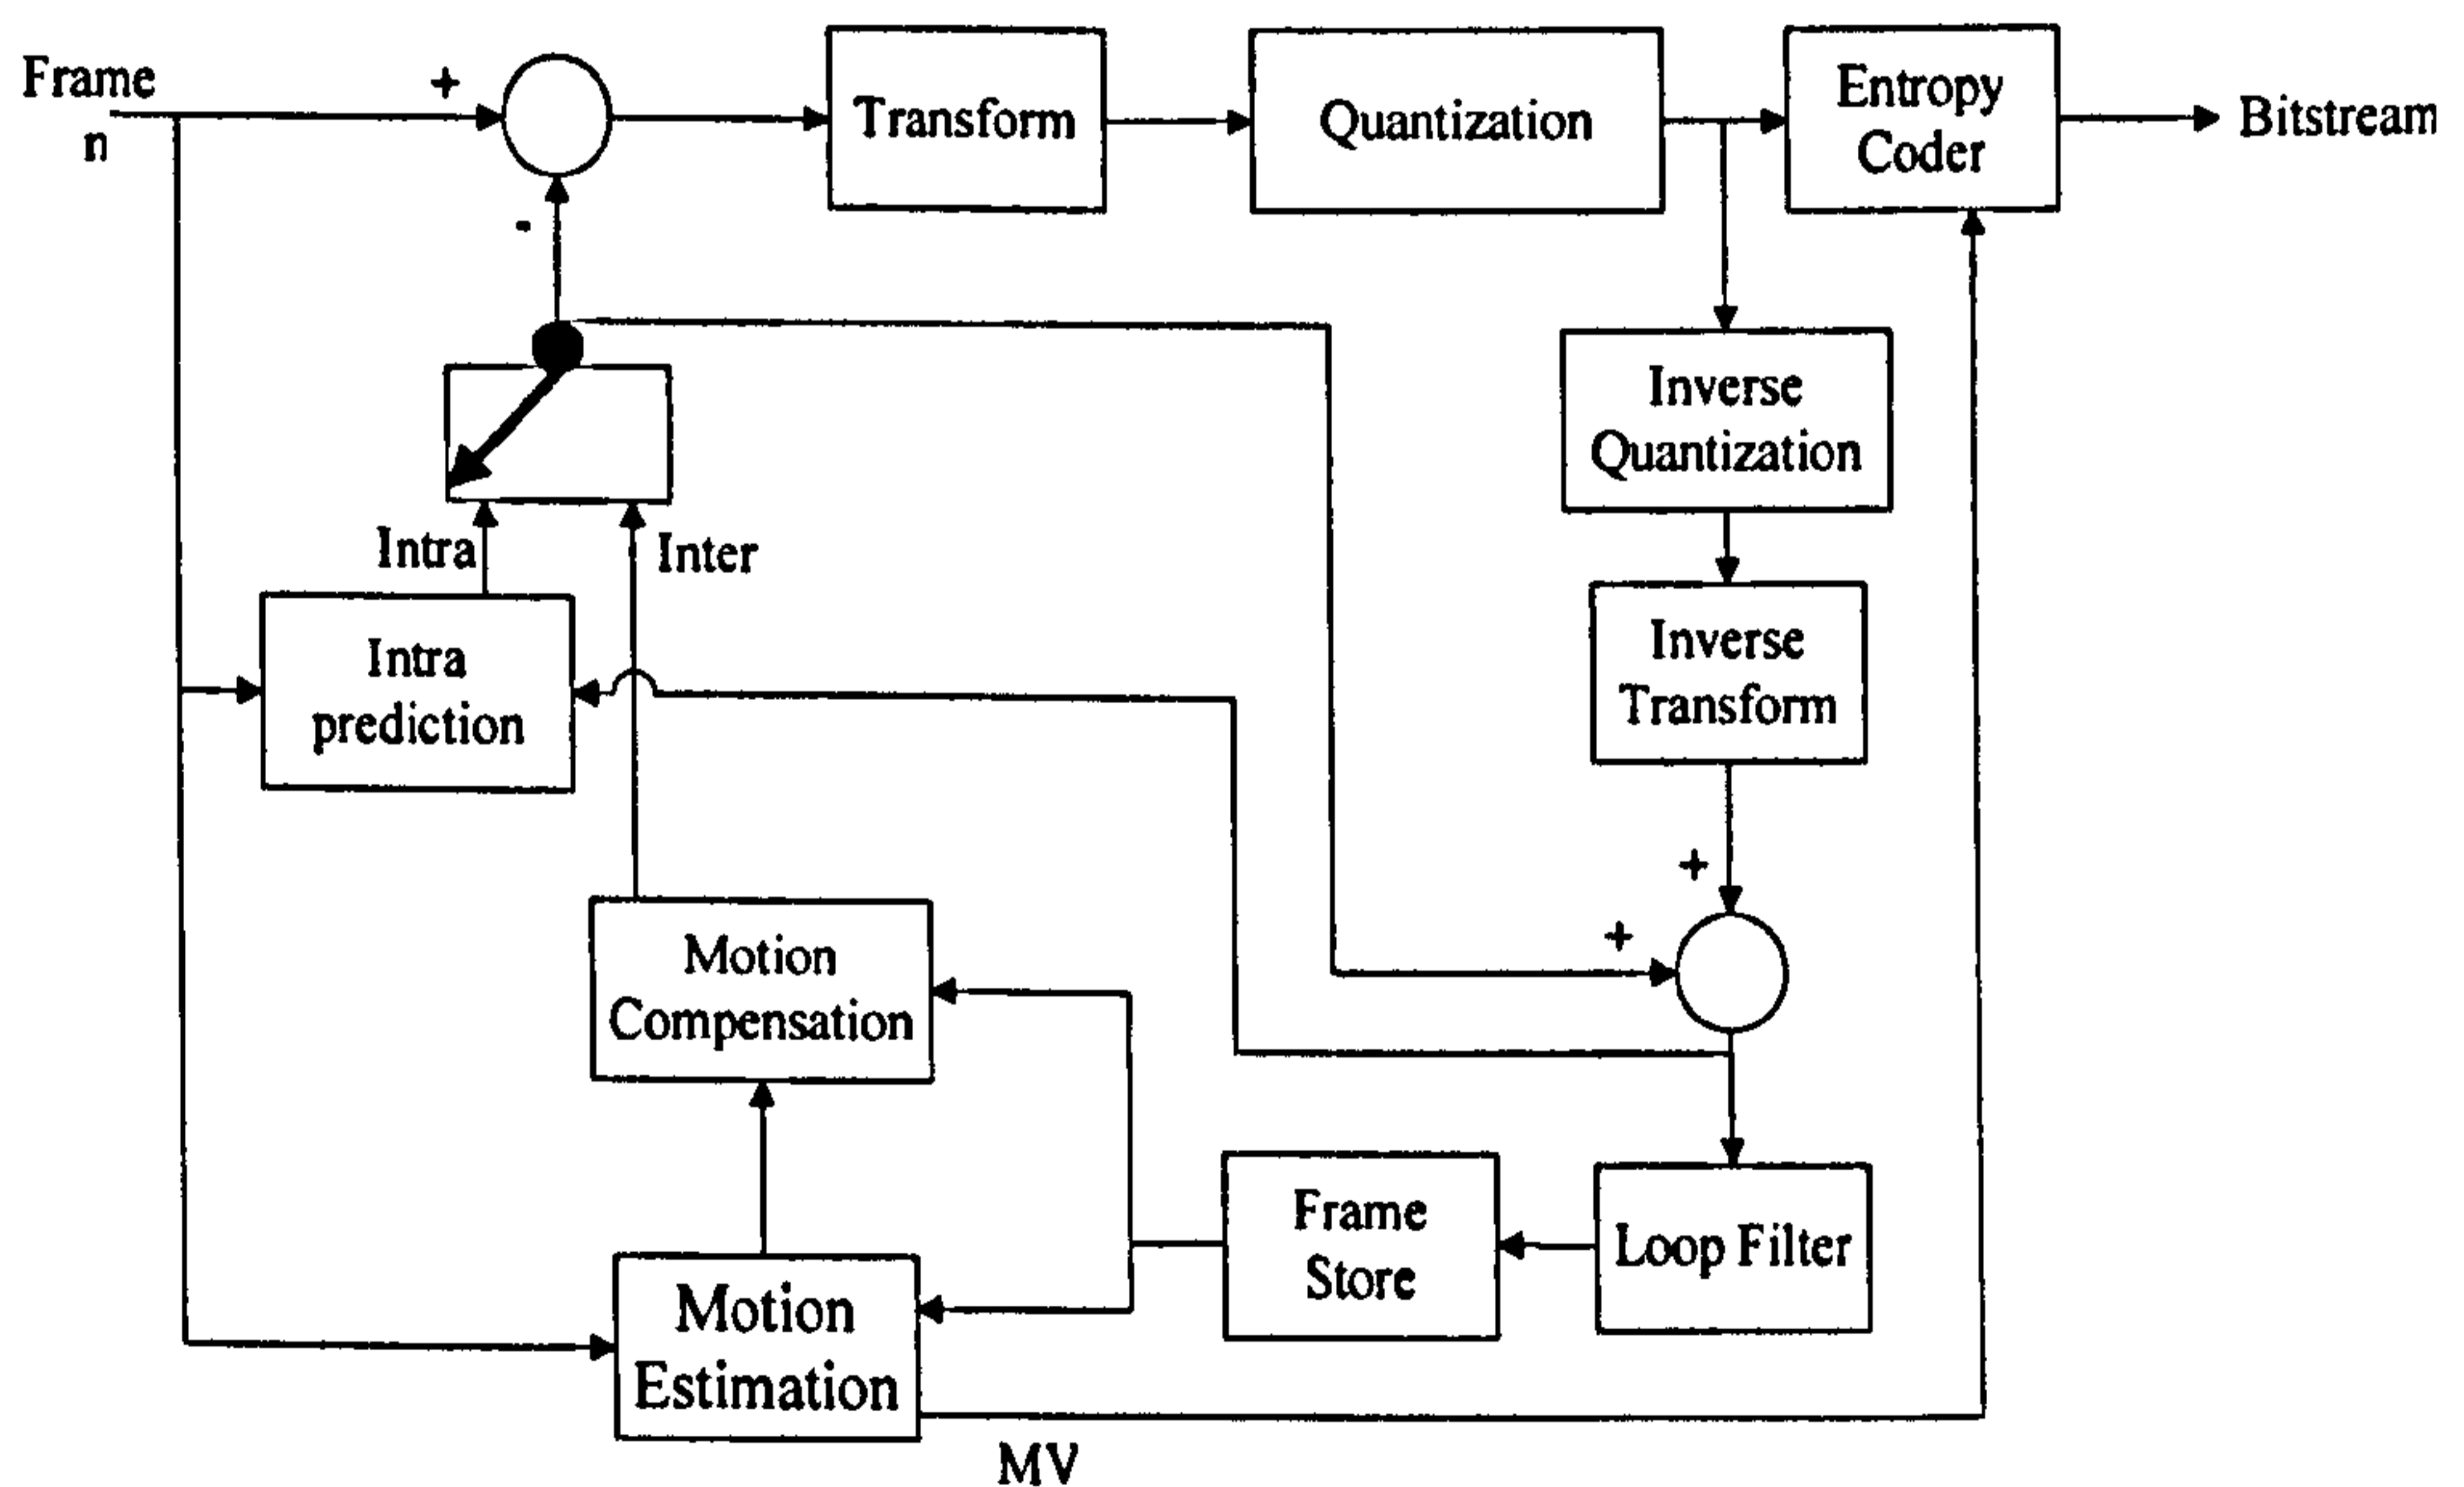 Frame
n
+
-
Transform
Quantization
Entropy
Coder
Bitstream
Inverse
Quantization
Intra
Inter
Intra
prediction
Inverse
Transform
+
+
Motion
Compensation
Frame
Store
Loop Filter
Motion
Estimation
MV